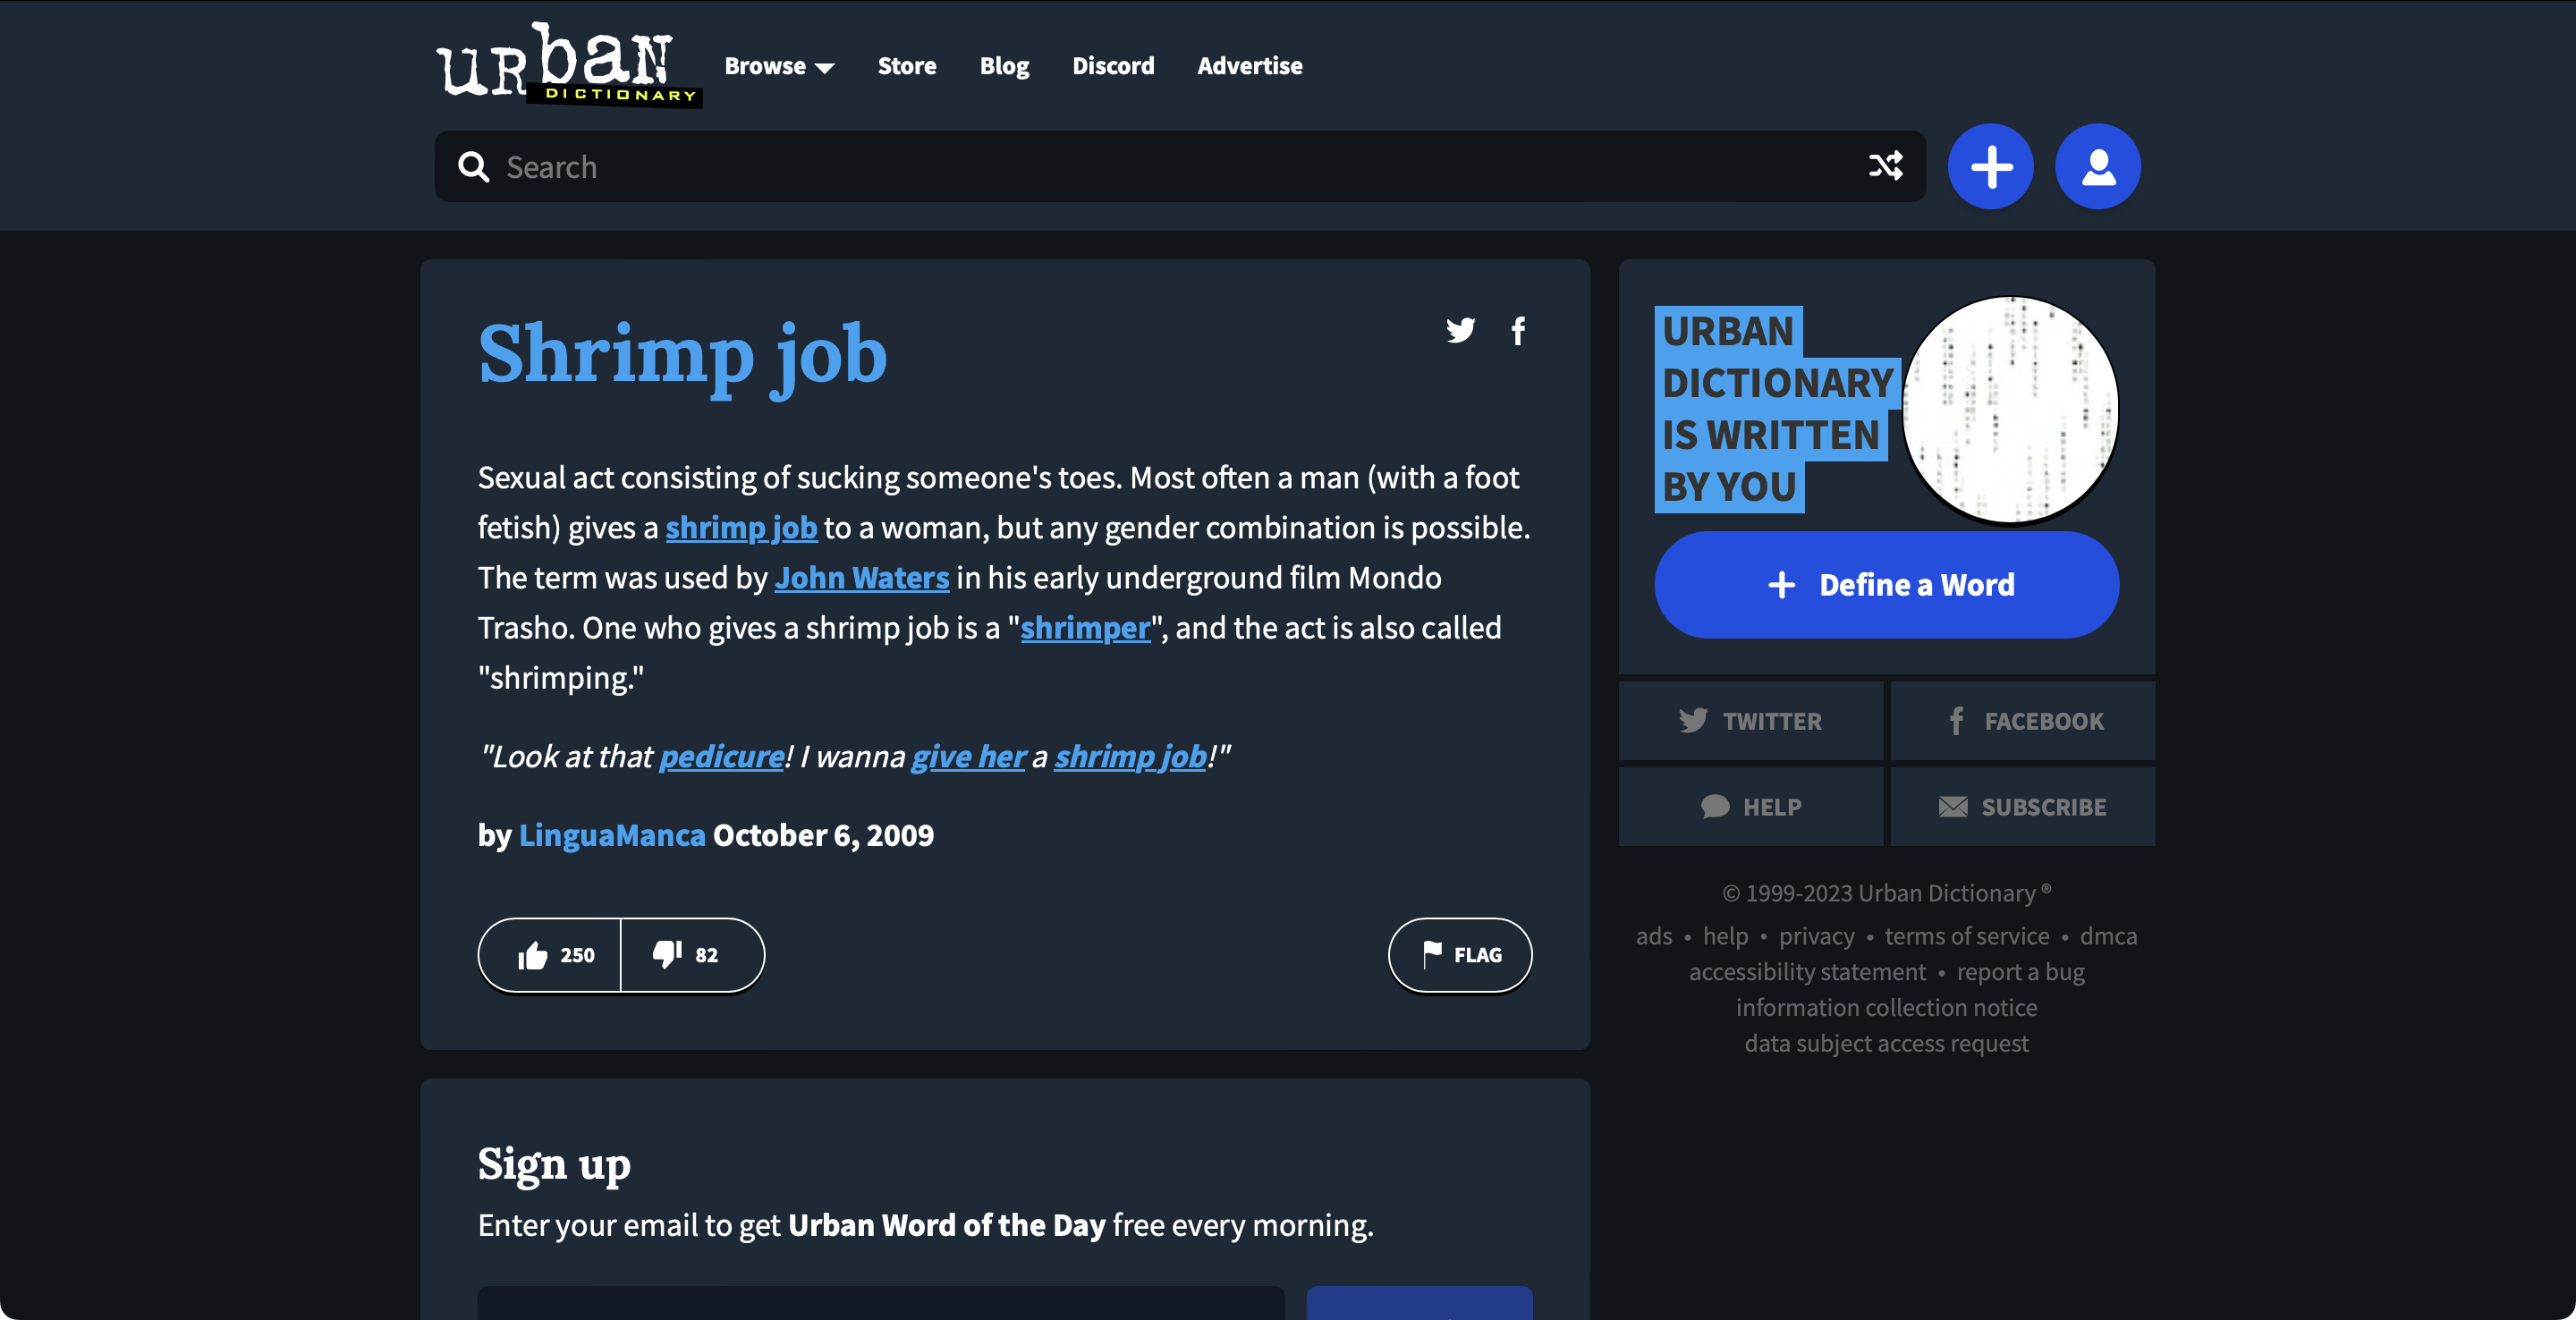 urban
DICTIONARY
Browse
Store
Blog
Discord
Advertise
Search
Shrimp job
Sexual act consisting of sucking someone's toes. Most often a man (with a foot
fetish) gives a shrimp job to a woman, but any gender combination is possible.
The term was used by John Waters in his early underground film Mondo
Trasho. One who gives a shrimp job is a "shrimper", and the act is also called
"shrimping."
"Look at that pedicure! I wanna give her a shrimp job!"
by LinguaManca October 6, 2009
250
82
FLAG
Sign up
Enter your email to get Urban Word of the Day free every morning.
URBAN
DICTIONARY
IS WRITTEN
BY YOU
Define a Word
TWITTER
FACEBOOK
HELP
SUBSCRIBE
© 1999-2023 Urban Dictionary ®
ads • help • privacy • terms of service • dmca
accessibility statement • report a bug
information collection notice
data subject access request